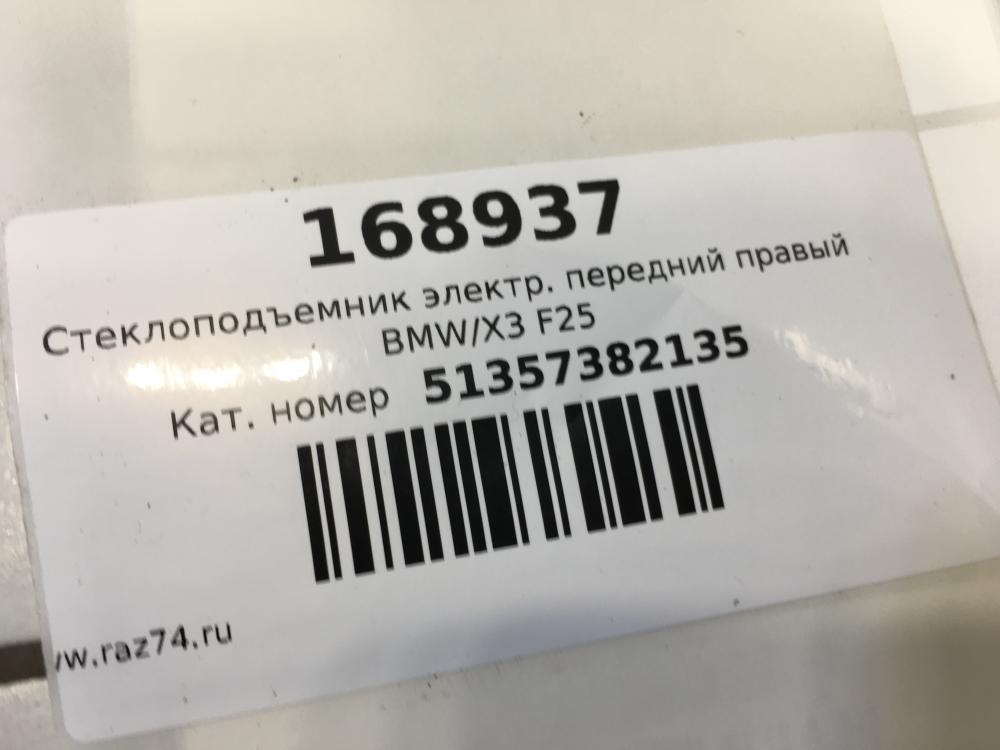 168937
Стеклоподъемник электр. передний правый
BMW/X3 F25
Кат. номер 51357382135
w.raz74.ru